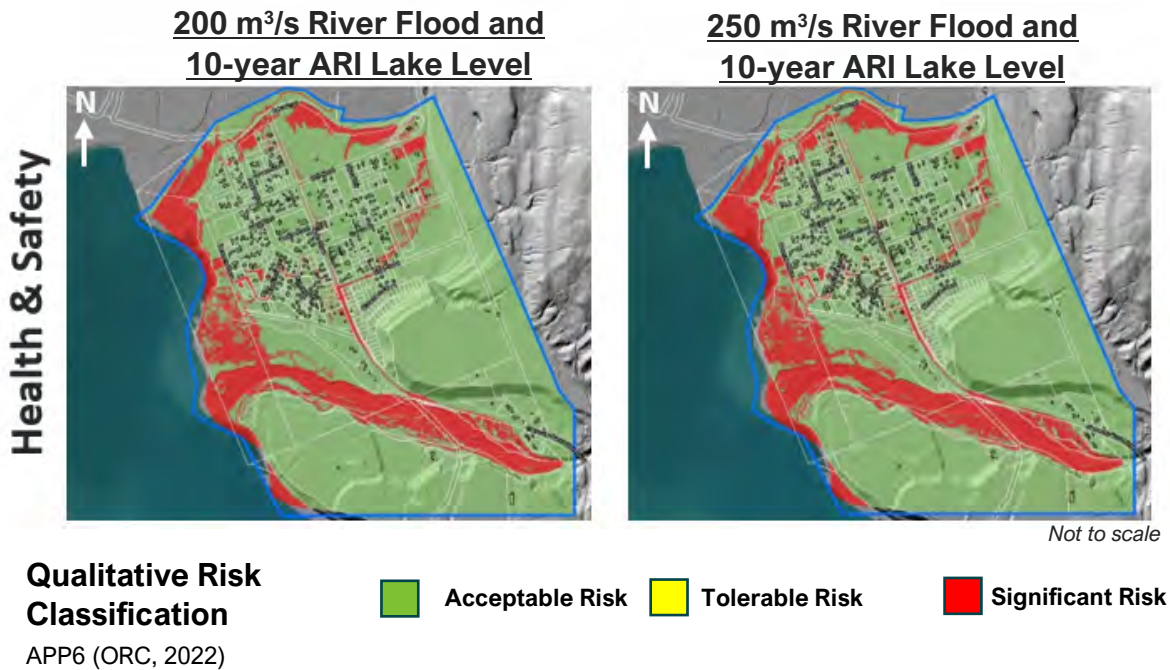 200 m³/s River Flood and
10-year ARI Lake Level
250 m³/s River Flood and
10-year ARI Lake Level
Health & Safety
N
N
Not to scale
Qualitative Risk
Classification
APP6 (ORC, 2022)
Acceptable Risk
Tolerable Risk
Significant Risk